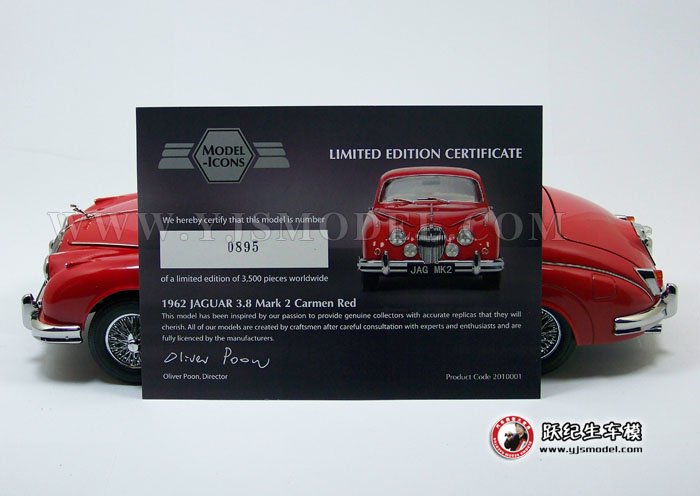 MODEL
-ICONS
LIMITED EDITION CERTIFICATE
We hereby certify that this model is number
0895
of a limited edition of 3,500 pieces worldwide
JAG MK2
1962 JAGUAR 3.8 Mark 2 Carmen Red
This model has been inspired by our passion to provide genuine collectors with accurate replicas that they will
cherish. All of our models are created by craftsmen after careful consultation with experts and enthusiasts and are
fully licenced by the manufacturers.
Oliver Poon
Oliver Poon, Director
Product Code 2010001
WWW.YJSMODEL.COM
跃纪生车模
www.yjsmodel.com